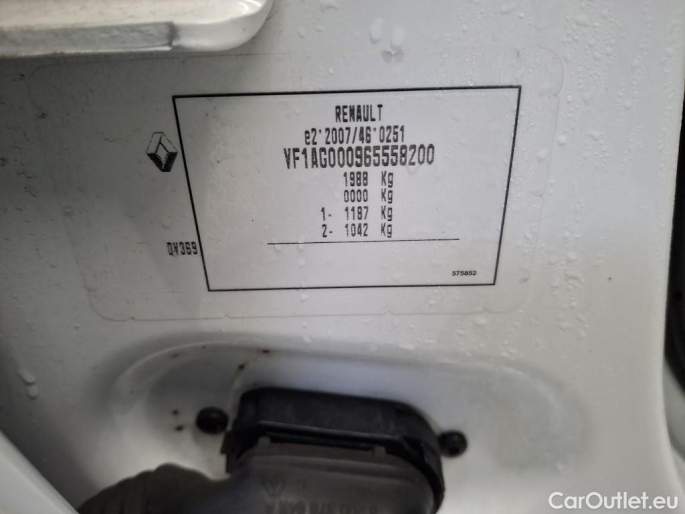 RENAULT
e2*2007/46*0251
VF1AG000965558200
1988 Kg
0000 Kg
1- 1187 Kg
2- 1042 Kg
QV369
575852
CarOutlet.eu